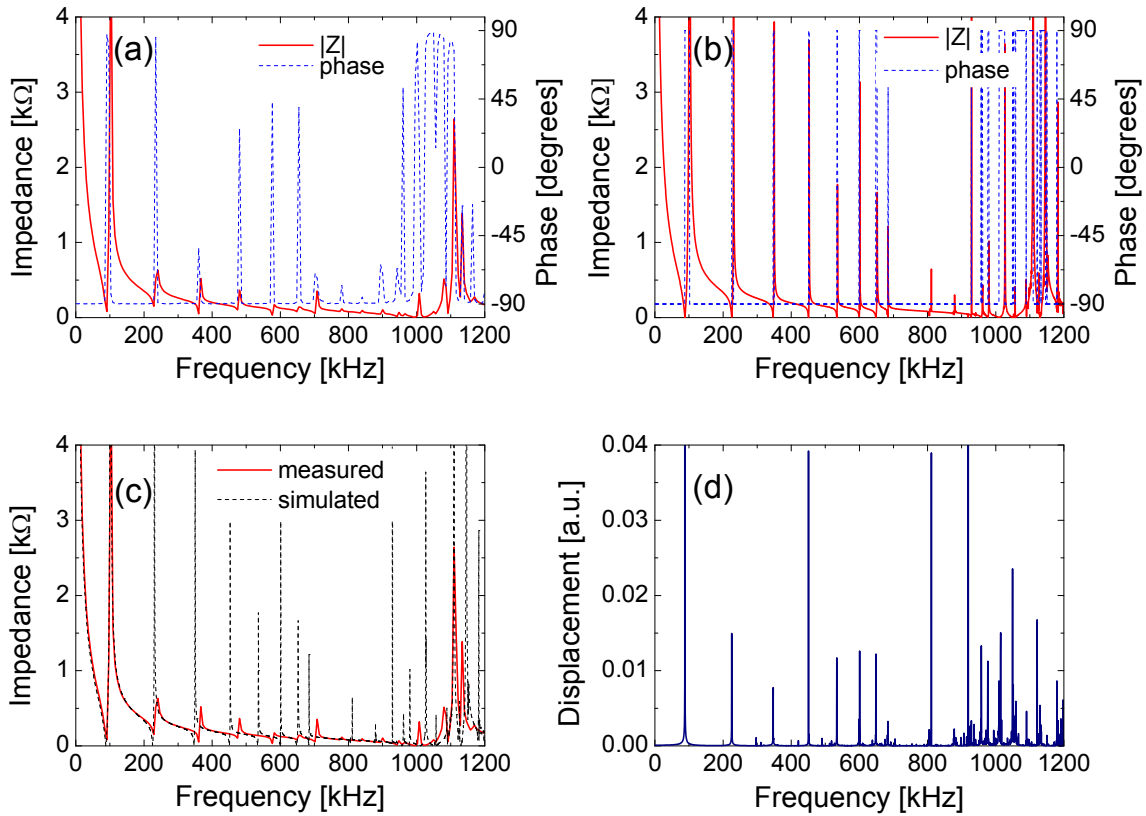 (a)
|Z|
phase
4
3
2
1
0
Impedance [kΩ]
90
45
0
-45
-90
Phase [degrees]
0 200 400 600 800 1000 1200
Frequency [kHz]
(b)
|Z|
phase
4
3
2
1
0
Impedance [kΩ]
90
45
0
-45
-90
Phase [degrees]
0 200 400 600 800 1000 1200
Frequency [kHz]
(c)
measured
simulated
4
3
2
1
0
Impedance [kΩ]
0 200 400 600 800 1000 1200
Frequency [kHz]
(d)
0.04
0.03
0.02
0.01
0.00
Displacement [a.u.]
0 200 400 600 800 1000 1200
Frequency [kHz]